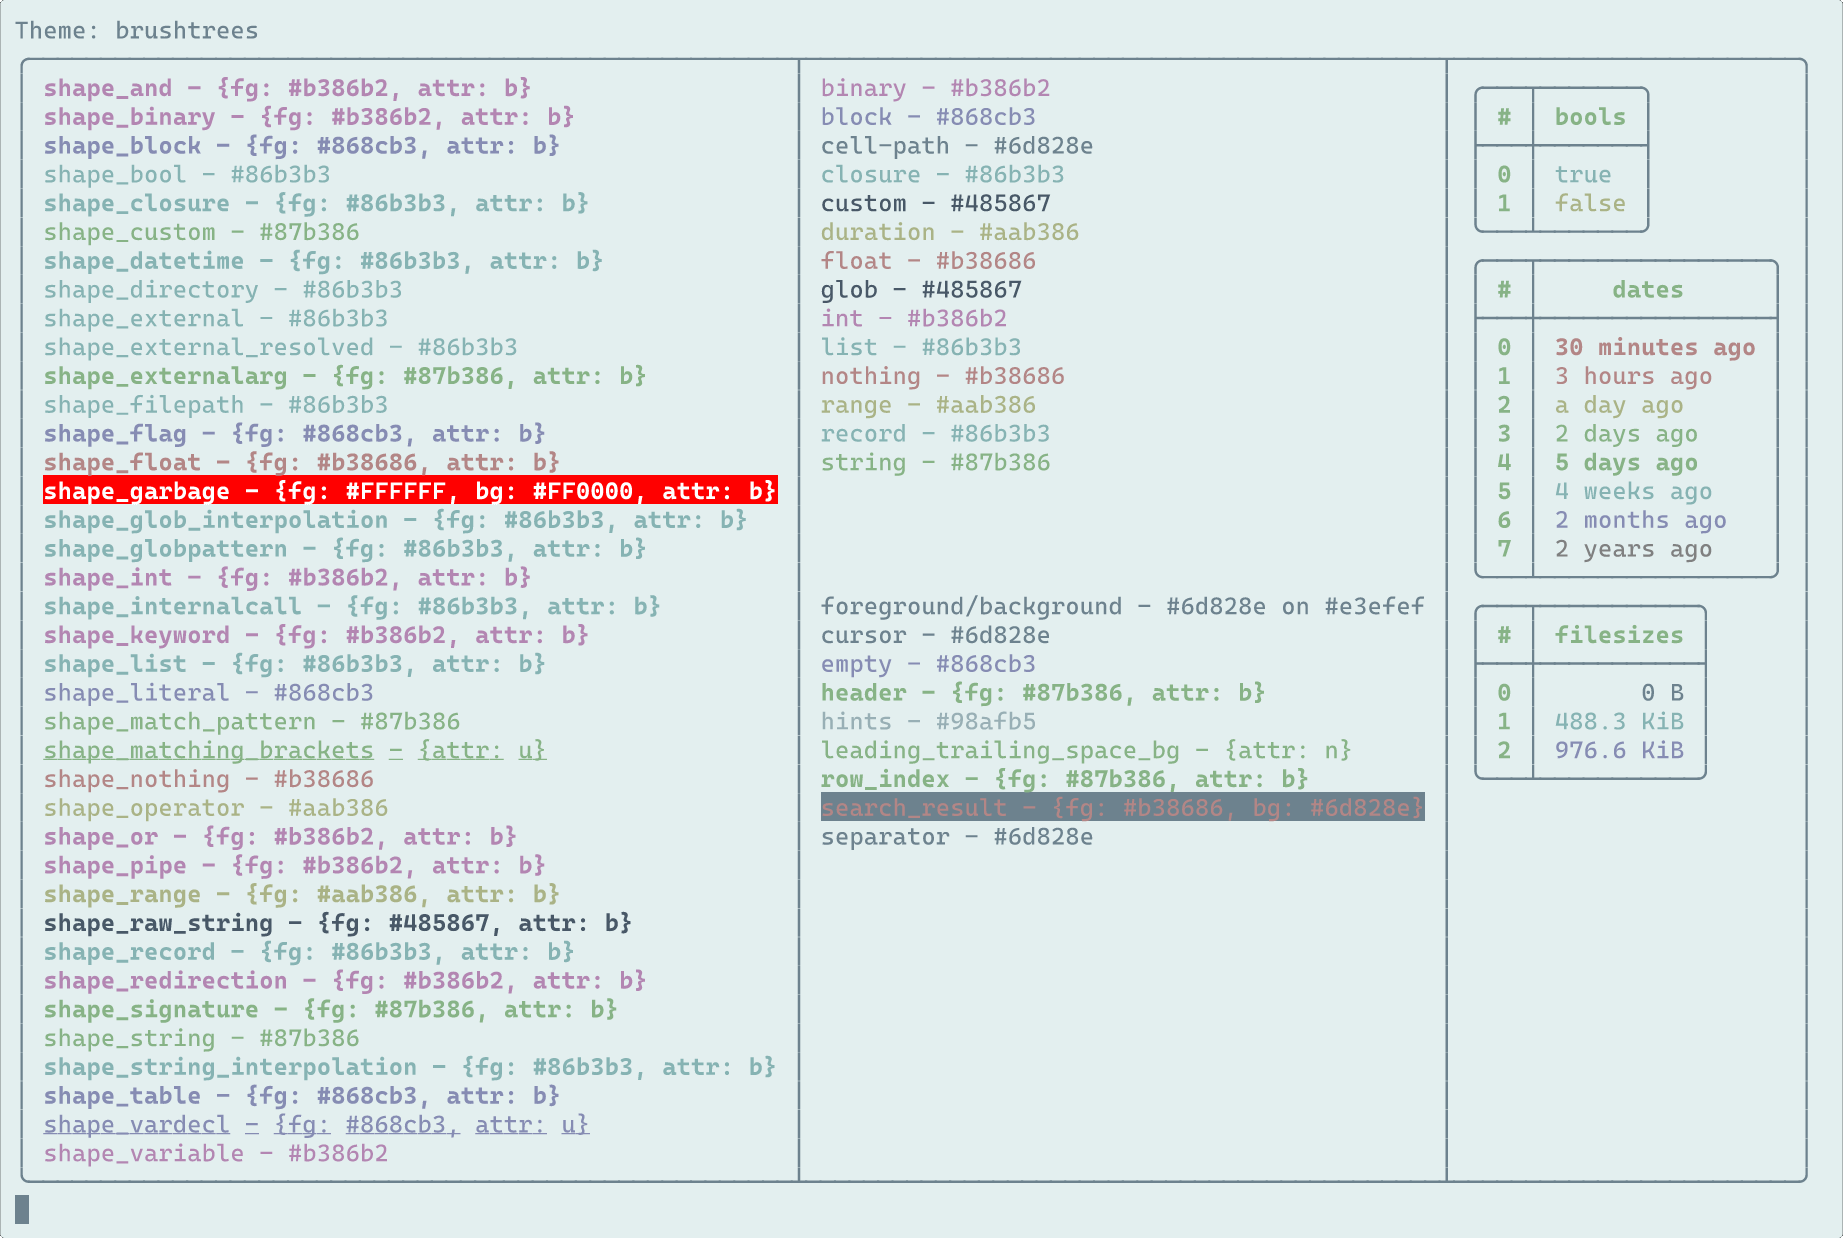 Theme: brushtrees
shape_and - {fg: #b386b2, attr: b}
shape_binary - {fg: #b386b2, attr: b}
shape_block - {fg: #868cb3, attr: b}
shape_bool - #86b3b3
shape_closure - {fg: #86b3b3, attr: b}
shape_custom - #87b386
shape_datetime - {fg: #86b3b3, attr: b}
shape_directory - #86b3b3
shape_external - #86b3b3
shape_external_resolved - #86b3b3
shape_externalarg - {fg: #87b386, attr: b}
shape_filepath - #86b3b3
shape_flag - {fg: #868cb3, attr: b}
shape_float - {fg: #b38686, attr: b}
shape_garbage - {fg: #FFFFFF, bg: #FF0000, attr: b}
shape_glob_interpolation - {fg: #86b3b3, attr: b}
shape_globpattern - {fg: #86b3b3, attr: b}
shape_int - {fg: #b386b2, attr: b}
shape_internalcall - {fg: #86b3b3, attr: b}
shape_keyword - {fg: #b386b2, attr: b}
shape_list - {fg: #86b3b3, attr: b}
shape_literal - #868cb3
shape_match_pattern - #87b386
shape_matching_brackets - {attr: u}
shape_nothing - #b38686
shape_operator - #aab386
shape_or - {fg: #b386b2, attr: b}
shape_pipe - {fg: #b386b2, attr: b}
shape_range - {fg: #aab386, attr: b}
shape_raw_string - {fg: #485867, attr: b}
shape_record - {fg: #86b3b3, attr: b}
shape_redirection - {fg: #b386b2, attr: b}
shape_signature - {fg: #87b386, attr: b}
shape_string - #87b386
shape_string_interpolation - {fg: #86b3b3, attr: b}
shape_table - {fg: #868cb3, attr: b}
shape_vardecl - {fg: #868cb3, attr: u}
shape_variable - #b386b2
binary - #b386b2
block - #868cb3
cell-path - #6d828e
closure - #86b3b3
custom - #485867
duration - #aab386
float - #b38686
glob - #485867
int - #b386b2
list - #86b3b3
nothing - #b38686
range - #aab386
record - #86b3b3
string - #87b386
foreground/background - #6d828e on #e3efef
cursor - #6d828e
empty - #868cb3
header - {fg: #87b386, attr: b}
hints - #98afb5
leading_trailing_space_bg - {attr: n}
row_index - {fg: #87b386, attr: b}
search_result - {fg: #b38686, bg: #6d828e}
separator - #6d828e
# bools
0 true
1 false
# dates
0 30 minutes ago
1 3 hours ago
2 a day ago
3 2 days ago
4 5 days ago
5 4 weeks ago
6 2 months ago
7 2 years ago
# filesizes
0 0 B
1 488.3 KiB
2 976.6 KiB